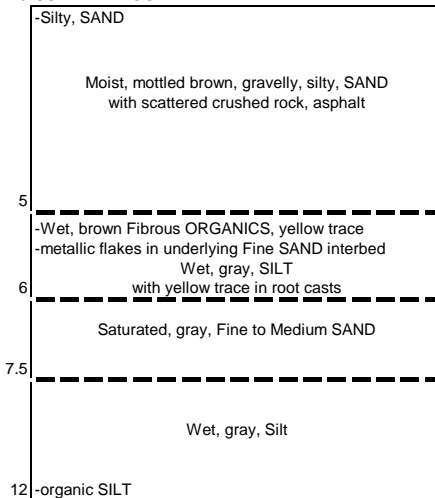 -Silty, SAND
Moist, mottled brown, gravelly, silty, SAND
with scattered crushed rock, asphalt
5
-Wet, brown Fibrous ORGANICS, yellow trace
-metallic flakes in underlying Fine SAND interbed
Wet, gray, SILT
6 with yellow trace in root casts
Saturated, gray, Fine to Medium SAND
7.5
Wet, gray, Silt
12 -organic SILT